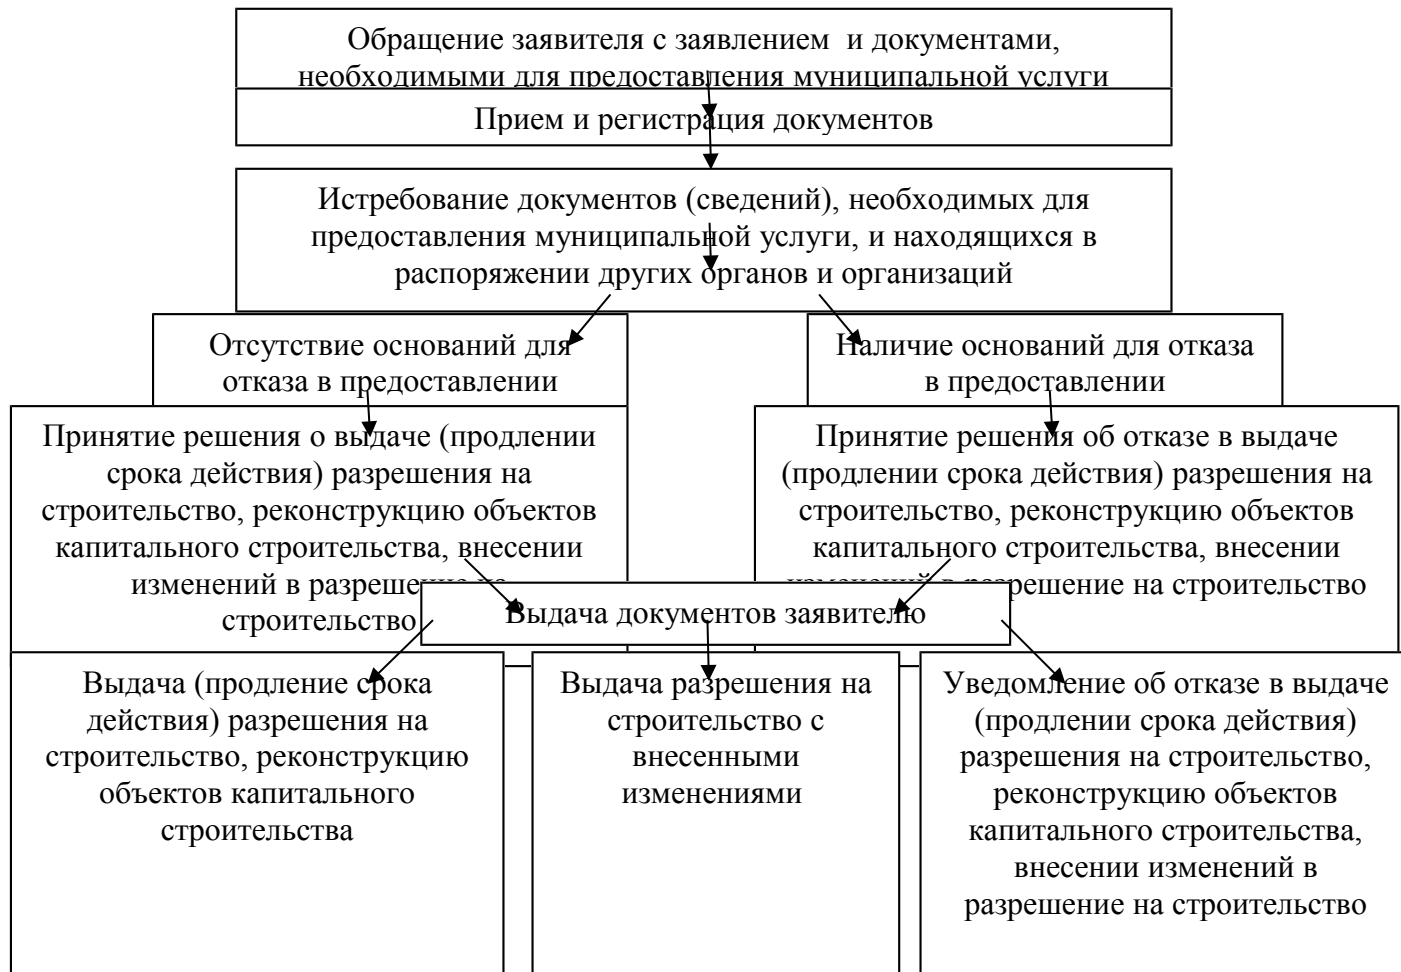 Обращение заявителя с заявлением  и документами,
необходимыми для предоставления муниципальной услуги
Прием и регистрация документов
Истребование документов (сведений), необходимых для
предоставления муниципальной услуги, и находящихся в
распоряжении других органов и организаций
Отсутствие оснований для
отказа в предоставлении
Наличие оснований для отказа
в предоставлении
Принятие решения о выдаче (продлении
срока действия) разрешения на
строительство, реконструкцию объектов
капитального строительства, внесении
изменений в разрешение на
строительство
Принятие решения об отказе в выдаче
(продлении срока действия) разрешения на
строительство, реконструкцию объектов
капитального строительства, внесении
изменений в разрешение на строительство
Выдача документов заявителю
Выдача (продление срока
действия) разрешения на
строительство, реконструкцию
объектов капитального
строительства
Выдача разрешения на
строительство с
внесенными
изменениями
Уведомление об отказе в выдаче
(продлении срока действия)
разрешения на строительство,
реконструкцию объектов
капитального строительства,
внесении изменений в
разрешение на строительство